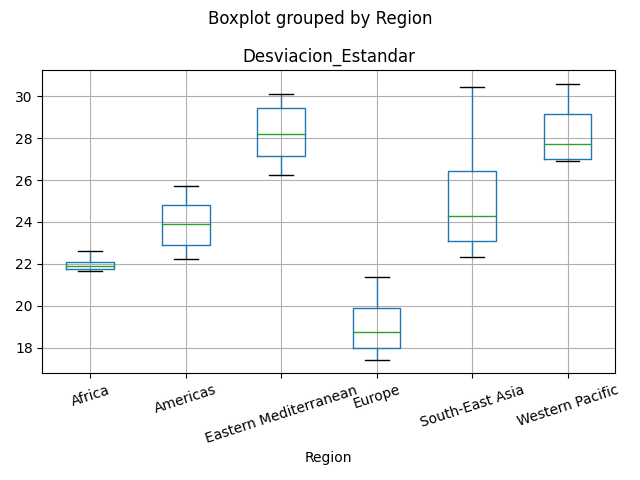 Boxplot grouped by Region
Desviacion_Estandar
30
28
26
24
22
20
18
Africa
Americas
Eastern Mediterranean
Europe
South-East Asia
Western Pacific
Region